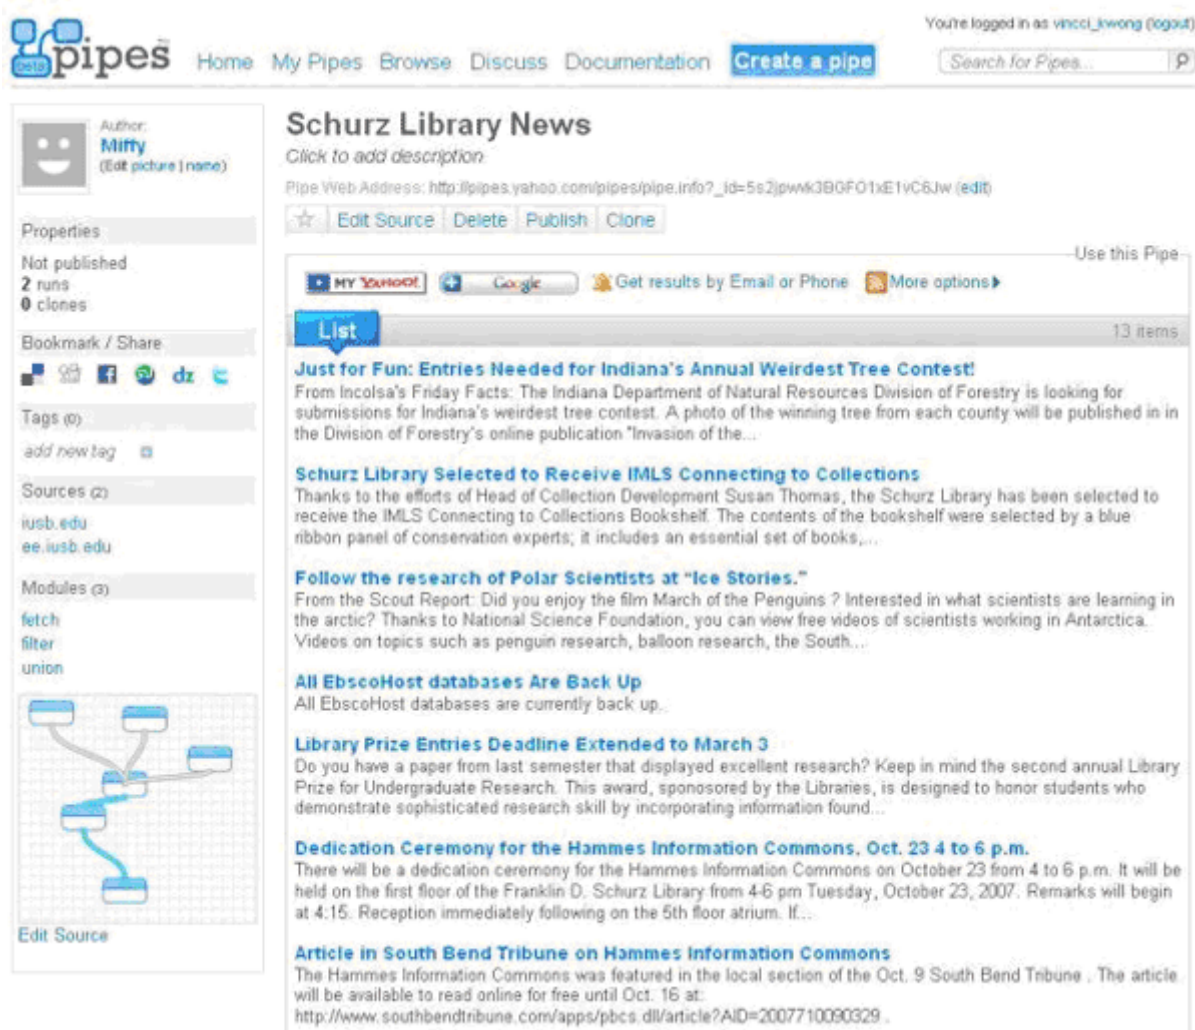 You're logged in as vincci_kwong (logout)
pipes
beta
Home My Pipes Browse Discuss Documentation Create a pipe
Search for Pipes...
Author:
Miffy
(Edit picture | name)
Properties
Not published
2 runs
0 clones
Bookmark / Share
dz
Tags (0)
add new tag
Sources (2)
iusb.edu
ee.iusb.edu
Modules (3)
fetch
filter
union
Edit Source
Schurz Library News
Click to add description
Pipe Web Address: http://pipes.yahoo.com/pipes/pipe.info?_id=5s2jpwvk3BGFO1xE1vC6Jw (edit)
Edit Source Delete Publish Clone
Use this Pipe
MY YAHOO! Google Get results by Email or Phone More options
List
13 items
Just for Fun: Entries Needed for Indiana's Annual Weirdest Tree Contest!
From Incolsa's Friday Facts: The Indiana Department of Natural Resources Division of Forestry is looking for
submissions for Indiana's weirdest tree contest. A photo of the winning tree from each county will be published in in
the Division of Forestry's online publication "Invasion of the...
Schurz Library Selected to Receive IMLS Connecting to Collections
Thanks to the efforts of Head of Collection Development Susan Thomas, the Schurz Library has been selected to
receive the IMLS Connecting to Collections Bookshelf. The contents of the bookshelf were selected by a blue
ribbon panel of conservation experts; it includes an essential set of books,...
Follow the research of Polar Scientists at “Ice Stories.”
From the Scout Report: Did you enjoy the film March of the Penguins ? Interested in what scientists are learning in
the arctic? Thanks to National Science Foundation, you can view free videos of scientists working in Antarctica.
Videos on topics such as penguin research, balloon research, the South...
All EbscoHost databases Are Back Up
All EbscoHost databases are currently back up.
Library Prize Entries Deadline Extended to March 3
Do you have a paper from last semester that displayed excellent research? Keep in mind the second annual Library
Prize for Undergraduate Research. This award, sponosored by the Libraries, is designed to honor students who
demonstrate sophisticated research skill by incorporating information found...
Dedication Ceremony for the Hammes Information Commons, Oct. 23 4 to 6 p.m.
There will be a dedication ceremony for the Hammes Information Commons on October 23 from 4 to 6 p.m. It will be
held on the first floor of the Franklin D. Schurz Library from 4-6 pm Tuesday, October 23, 2007. Remarks will begin
at 4:15. Reception immediately following on the 5th floor atrium. If...
Article in South Bend Tribune on Hammes Information Commons
The Hammes Information Commons was featured in the local section of the Oct. 9 South Bend Tribune . The article
will be available to read online for free until Oct. 16 at:
http://www.southbendtribune.com/apps/pbcs.dll/article?AID=2007710090329 .